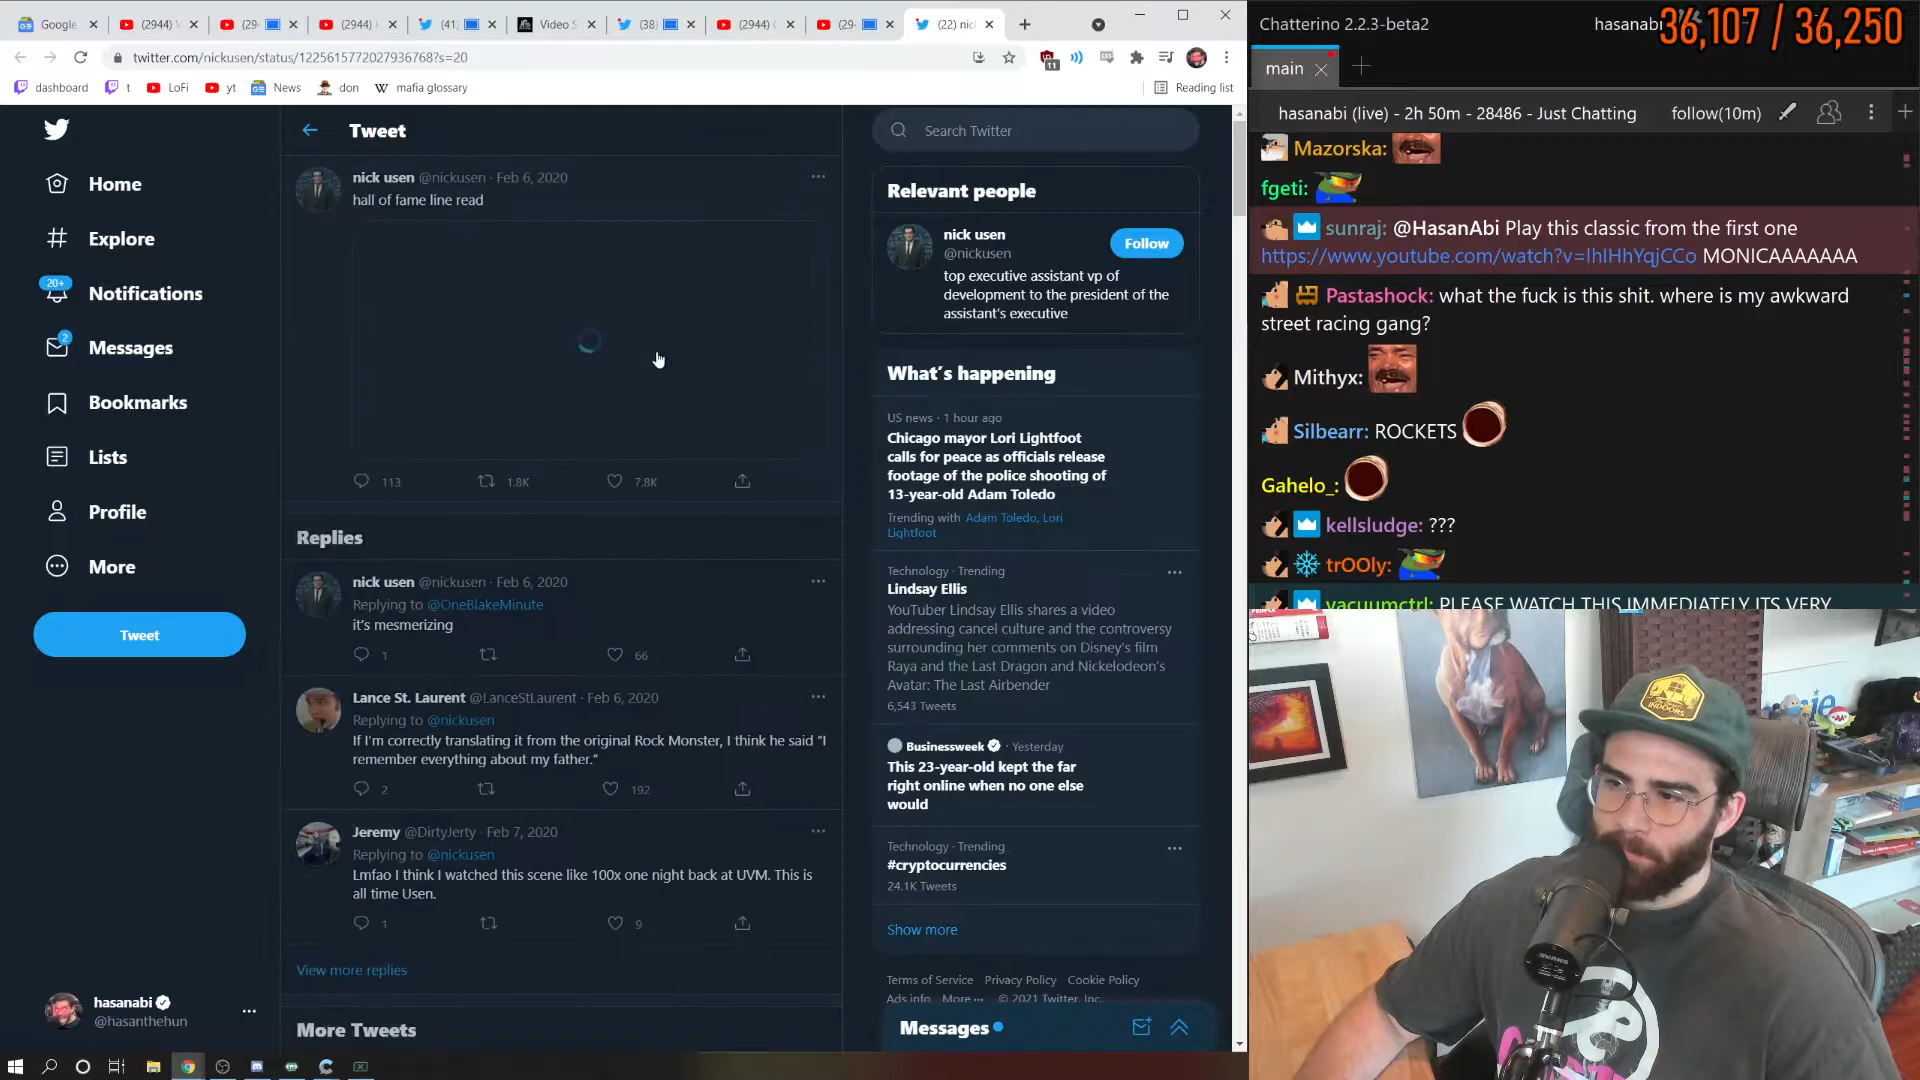 Google
(2944)
(29
(2944)
(41)
Video S
(38)
(2944)
(29
(22) nic
twitter.com/nickusen/status/1225615772027936768?s=20
11
dashboard
t
LoFi
yt
News
don
mafia glossary
Reading list
Home
Explore
20+
Notifications
2
Messages
Bookmarks
Lists
Profile
More
Tweet
hasanabi
@hasanthehun
Tweet
nick usen @nickusen · Feb 6, 2020
hall of fame line read
113
1.8K
7.8K
Replies
nick usen @nickusen · Feb 6, 2020
Replying to @OneBlakeMinute
it's mesmerizing
1
66
Lance St. Laurent @LanceStLaurent · Feb 6, 2020
Replying to @nickusen
If I'm correctly translating it from the original Rock Monster, I think he said “I
remember everything about my father.”
2
192
Jeremy @DirtyJerty · Feb 7, 2020
Replying to @nickusen
Lmfao I think I watched this scene like 100x one night back at UVM. This is
all time Usen.
1
9
View more replies
More Tweets
Search Twitter
Relevant people
nick usen
@nickusen
Follow
top executive assistant vp of
development to the president of the
assistant's executive
What's happening
US news · 1 hour ago
Chicago mayor Lori Lightfoot
calls for peace as officials release
footage of the police shooting of
13-year-old Adam Toledo
Trending with Adam Toledo, Lori
Lightfoot
Technology · Trending
Lindsay Ellis
YouTuber Lindsay Ellis shares a video
addressing cancel culture and the controversy
surrounding her comments on Disney's film
Raya and the Last Dragon and Nickelodeon's
Avatar: The Last Airbender
6,543 Tweets
Businessweek · Yesterday
This 23-year-old kept the far
right online when no one else
would
Technology · Trending
#cryptocurrencies
24.1K Tweets
Show more
Terms of Service Privacy Policy Cookie Policy
Ads info More ··· © 2021 Twitter, Inc.
Messages
Chatterino 2.2.3-beta2
hasanabi
36,107 / 36,250
main
hasanabi (live) - 2h 50m - 28486 - Just Chatting
follow(10m)
Mazorska:
fgeti:
sunraj: @HasanAbi Play this classic from the first one
https://www.youtube.com/watch?v=IhIHhYqjCCo MONICAAAAAAA
Pastashock: what the fuck is this shit. where is my awkward
street racing gang?
Mithyx:
Silbearr: ROCKETS
Gahelo_:
kellsludge: ???
trOOly:
vacuumctrl: PLEASE WATCH THIS IMMEDIATELY ITS VERY
INDOORS